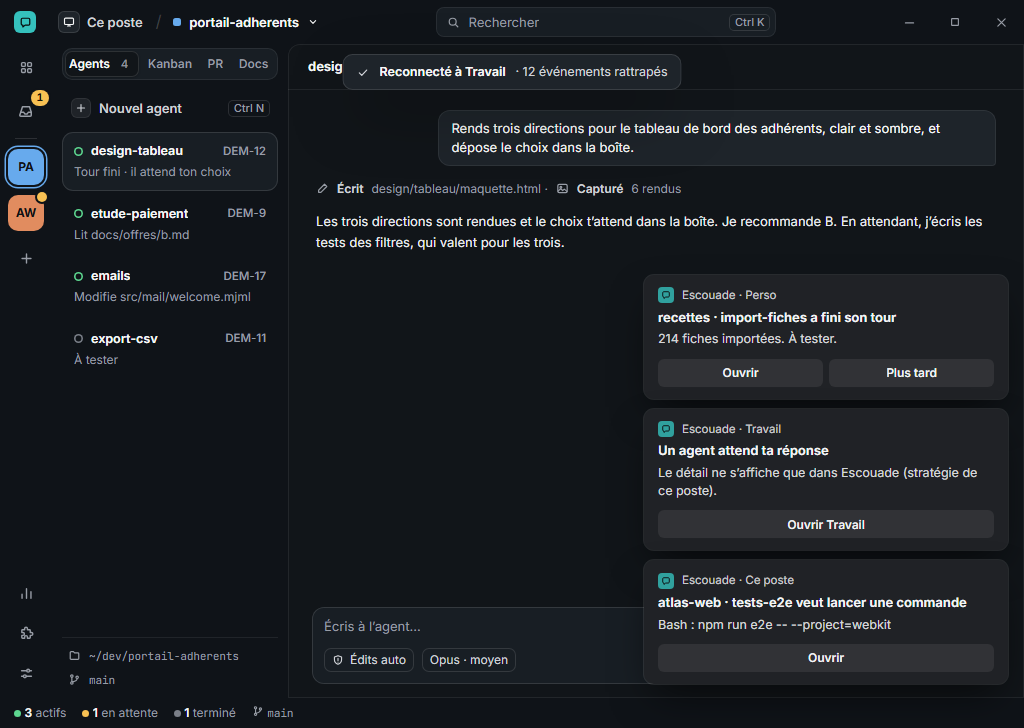 Ce poste / portail-adherents
Rechercher
Ctrl K
Agents 4 Kanban PR Docs
1
PA
AW
Nouvel agent Ctrl N
design-tableau DEM-12
Tour fini · il attend ton choix
etude-paiement DEM-9
Lit docs/offres/b.md
emails DEM-17
Modifie src/mail/welcome.mjml
export-csv DEM-11
À tester
~/dev/portail-adherents
main
desig
Reconnecté à Travail · 12 événements rattrapés
Rends trois directions pour le tableau de bord des adhérents, clair et sombre, et
dépose le choix dans la boîte.
Écrit design/tableau/maquette.html · Capturé 6 rendus
Les trois directions sont rendues et le choix t’attend dans la boîte. Je recommande B. En attendant, j’écris les
tests des filtres, qui valent pour les trois.
Escouade · Perso
recettes · import-fiches a fini son tour
214 fiches importées. À tester.
Ouvrir
Plus tard
Escouade · Travail
Un agent attend ta réponse
Le détail ne s’affiche que dans Escouade (stratégie de
ce poste).
Ouvrir Travail
Escouade · Ce poste
atlas-web · tests-e2e veut lancer une commande
Bash : npm run e2e -- --project=webkit
Ouvrir
Écris à l’agent…
Édits auto
Opus · moyen
3 actifs 1 en attente 1 terminé main